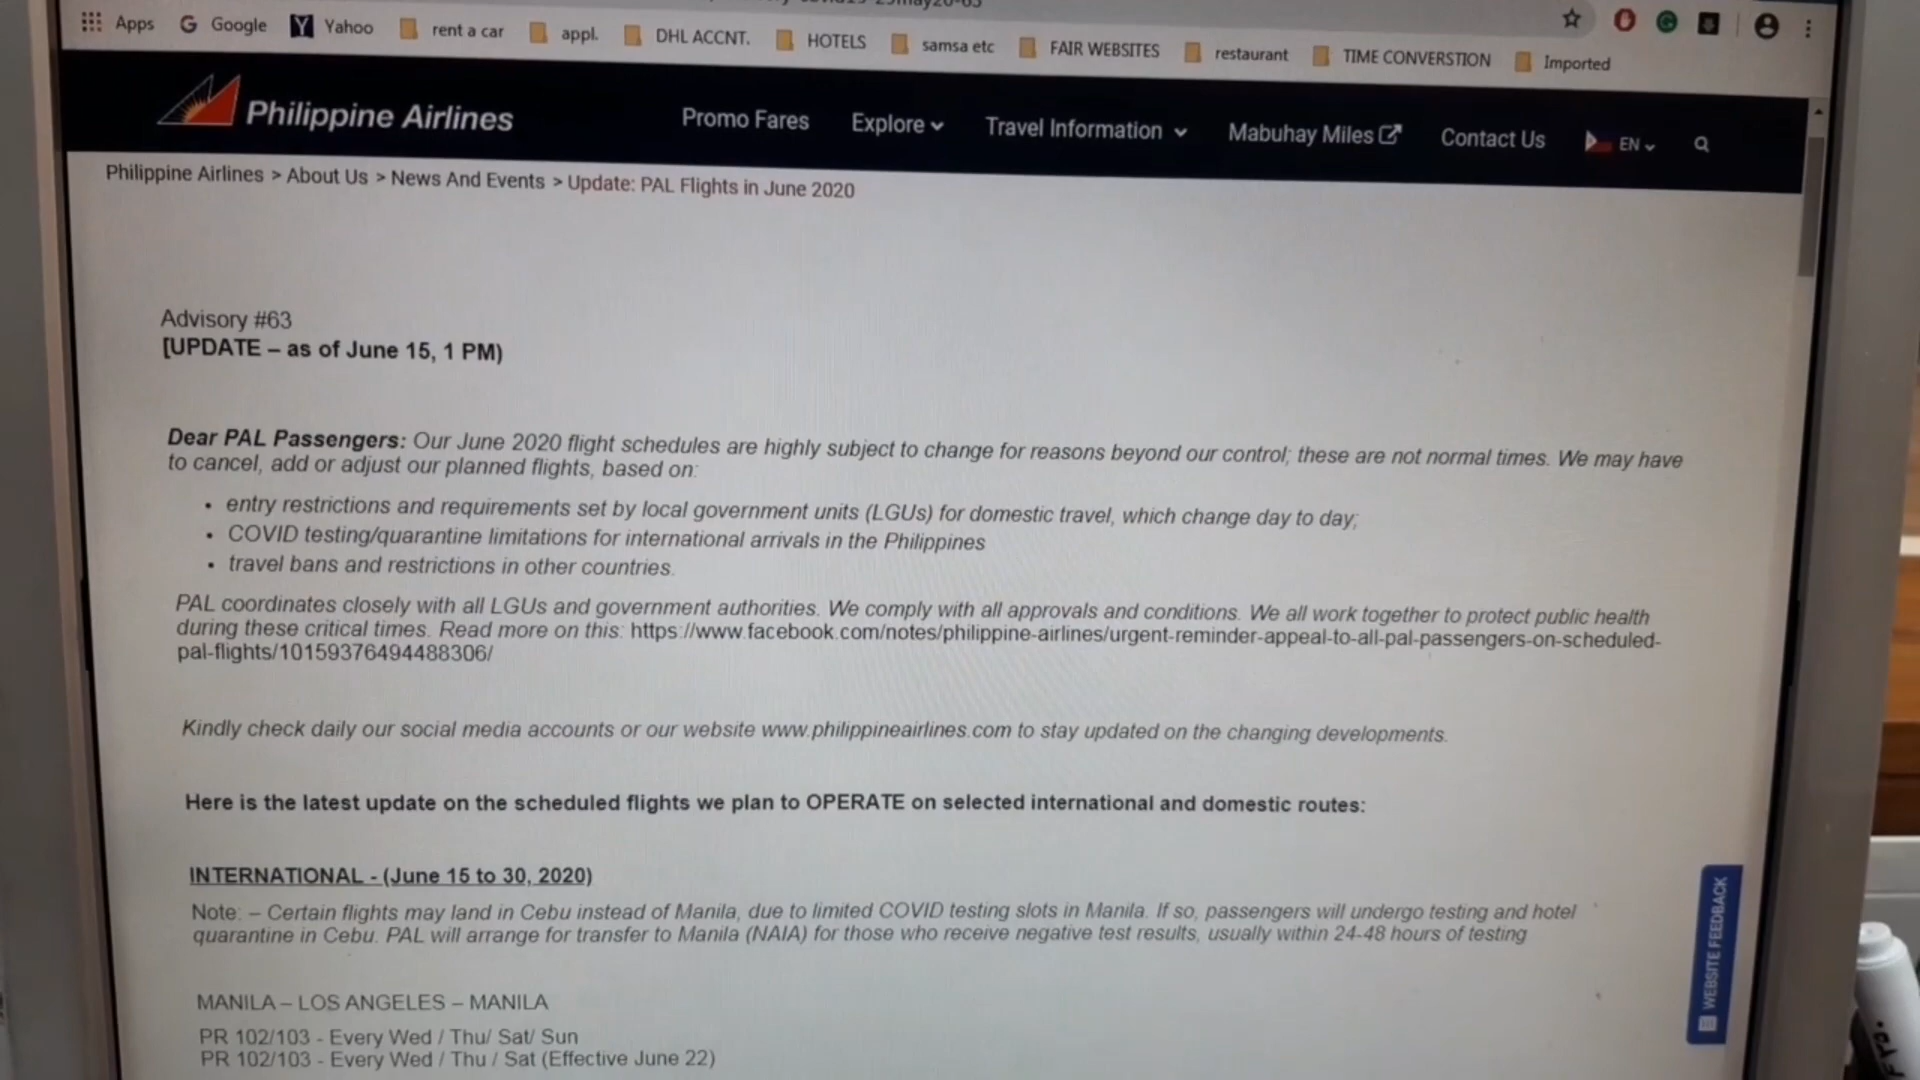 Apps Google Yahoo rent a car appl. DHL ACCNT. HOTELS samsa etc FAIR WEBSITES restaurant TIME CONVERSTION Imported
Philippine Airlines Promo Fares Explore Travel Information Mabuhay Miles Contact Us EN
Philippine Airlines > About Us > News And Events > Update: PAL Flights in June 2020
Advisory #63
[UPDATE – as of June 15, 1 PM)
Dear PAL Passengers: Our June 2020 flight schedules are highly subject to change for reasons beyond our control; these are not normal times. We may have
to cancel, add or adjust our planned flights, based on:
• entry restrictions and requirements set by local government units (LGUs) for domestic travel, which change day to day;
• COVID testing/quarantine limitations for international arrivals in the Philippines
• travel bans and restrictions in other countries.
PAL coordinates closely with all LGUs and government authorities. We comply with all approvals and conditions. We all work together to protect public health
during these critical times. Read more on this: https://www.facebook.com/notes/philippine-airlines/urgent-reminder-appeal-to-all-pal-passengers-on-scheduled-
pal-flights/10159376494488306/
Kindly check daily our social media accounts or our website www.philippineairlines.com to stay updated on the changing developments.
Here is the latest update on the scheduled flights we plan to OPERATE on selected international and domestic routes:
INTERNATIONAL - (June 15 to 30, 2020)
Note: – Certain flights may land in Cebu instead of Manila, due to limited COVID testing slots in Manila. If so, passengers will undergo testing and hotel
quarantine in Cebu. PAL will arrange for transfer to Manila (NAIA) for those who receive negative test results, usually within 24-48 hours of testing
WEBSITE FEEDBACK
MANILA – LOS ANGELES – MANILA
PR 102/103 - Every Wed / Thu/ Sat/ Sun
PR 102/103 - Every Wed / Thu / Sat (Effective June 22)